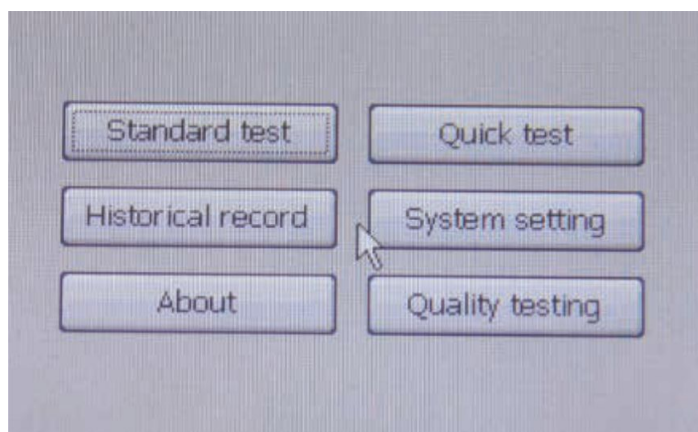 Standard test
Quick test
Historical record
System setting
About
Quality testing